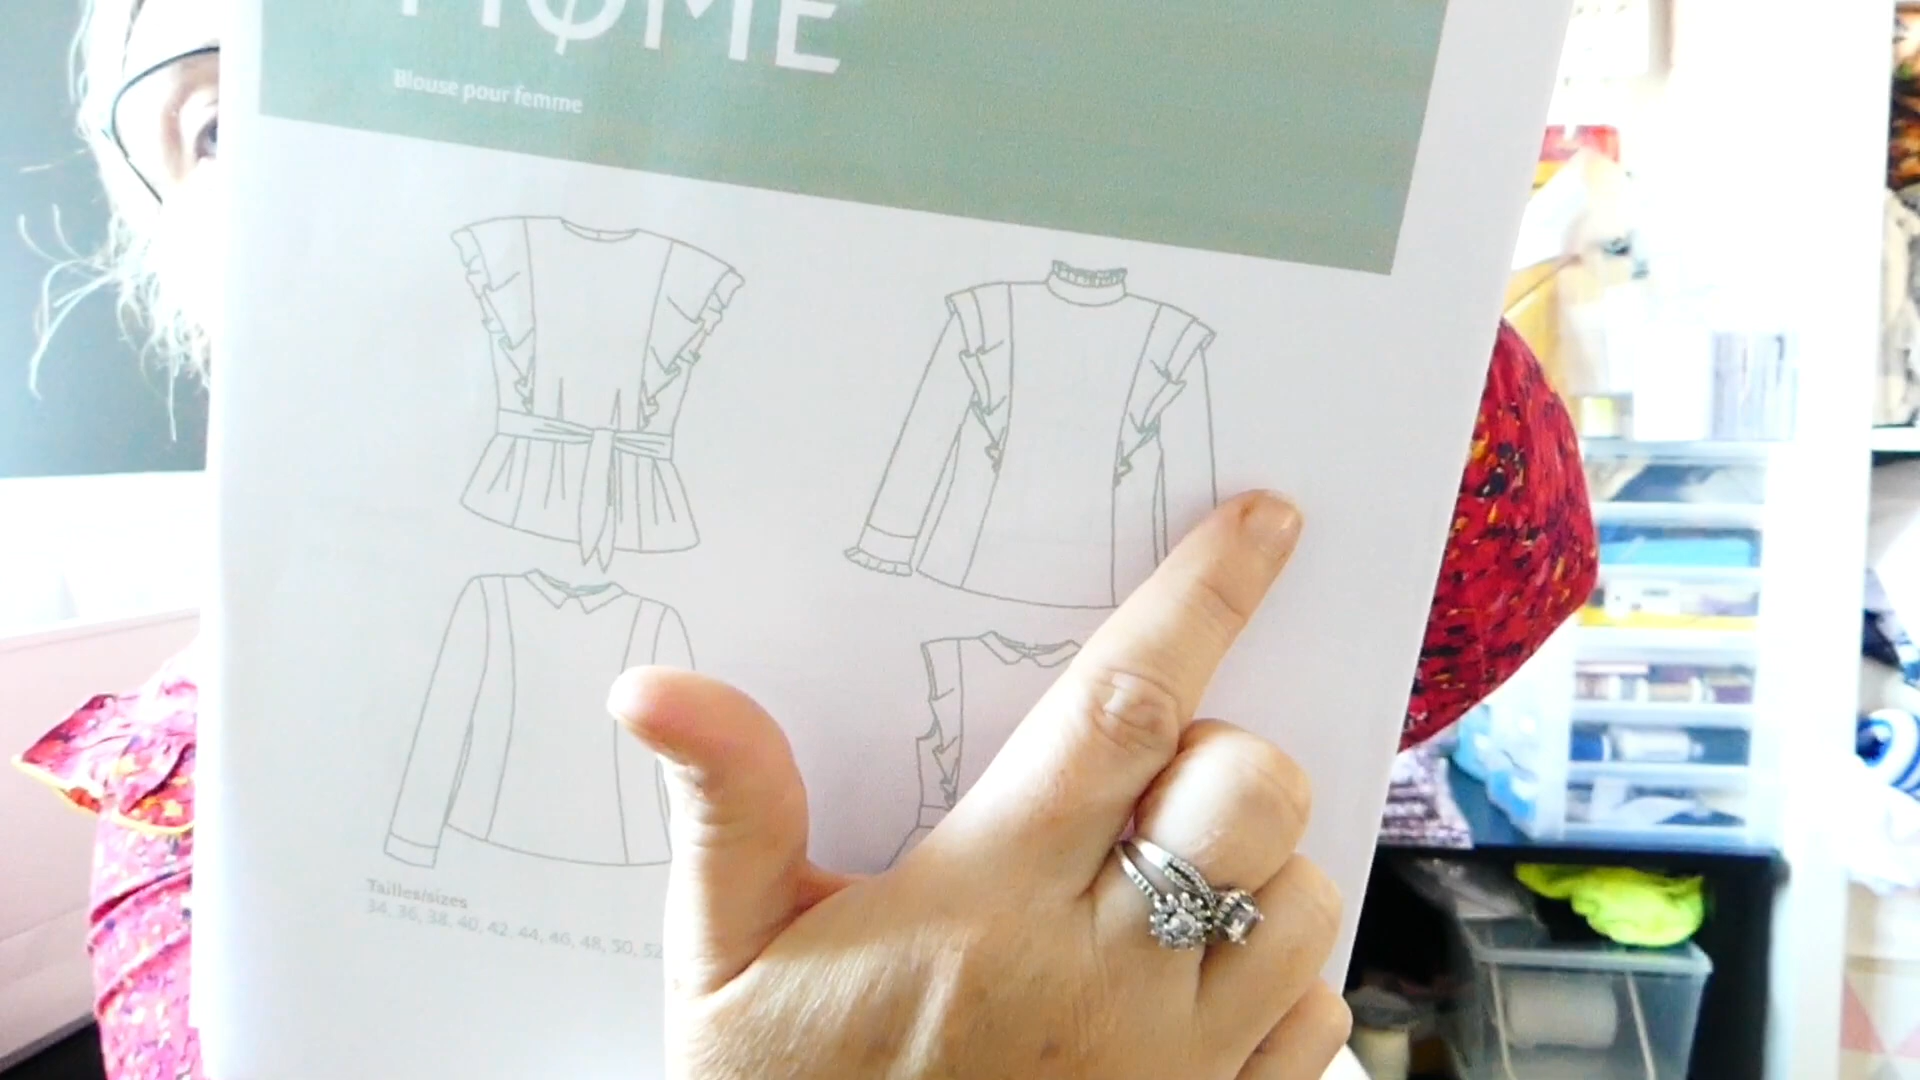 Blouse pour femme
Tailles/sizes
34, 36, 38, 40, 42, 44, 46, 48, 50, 52